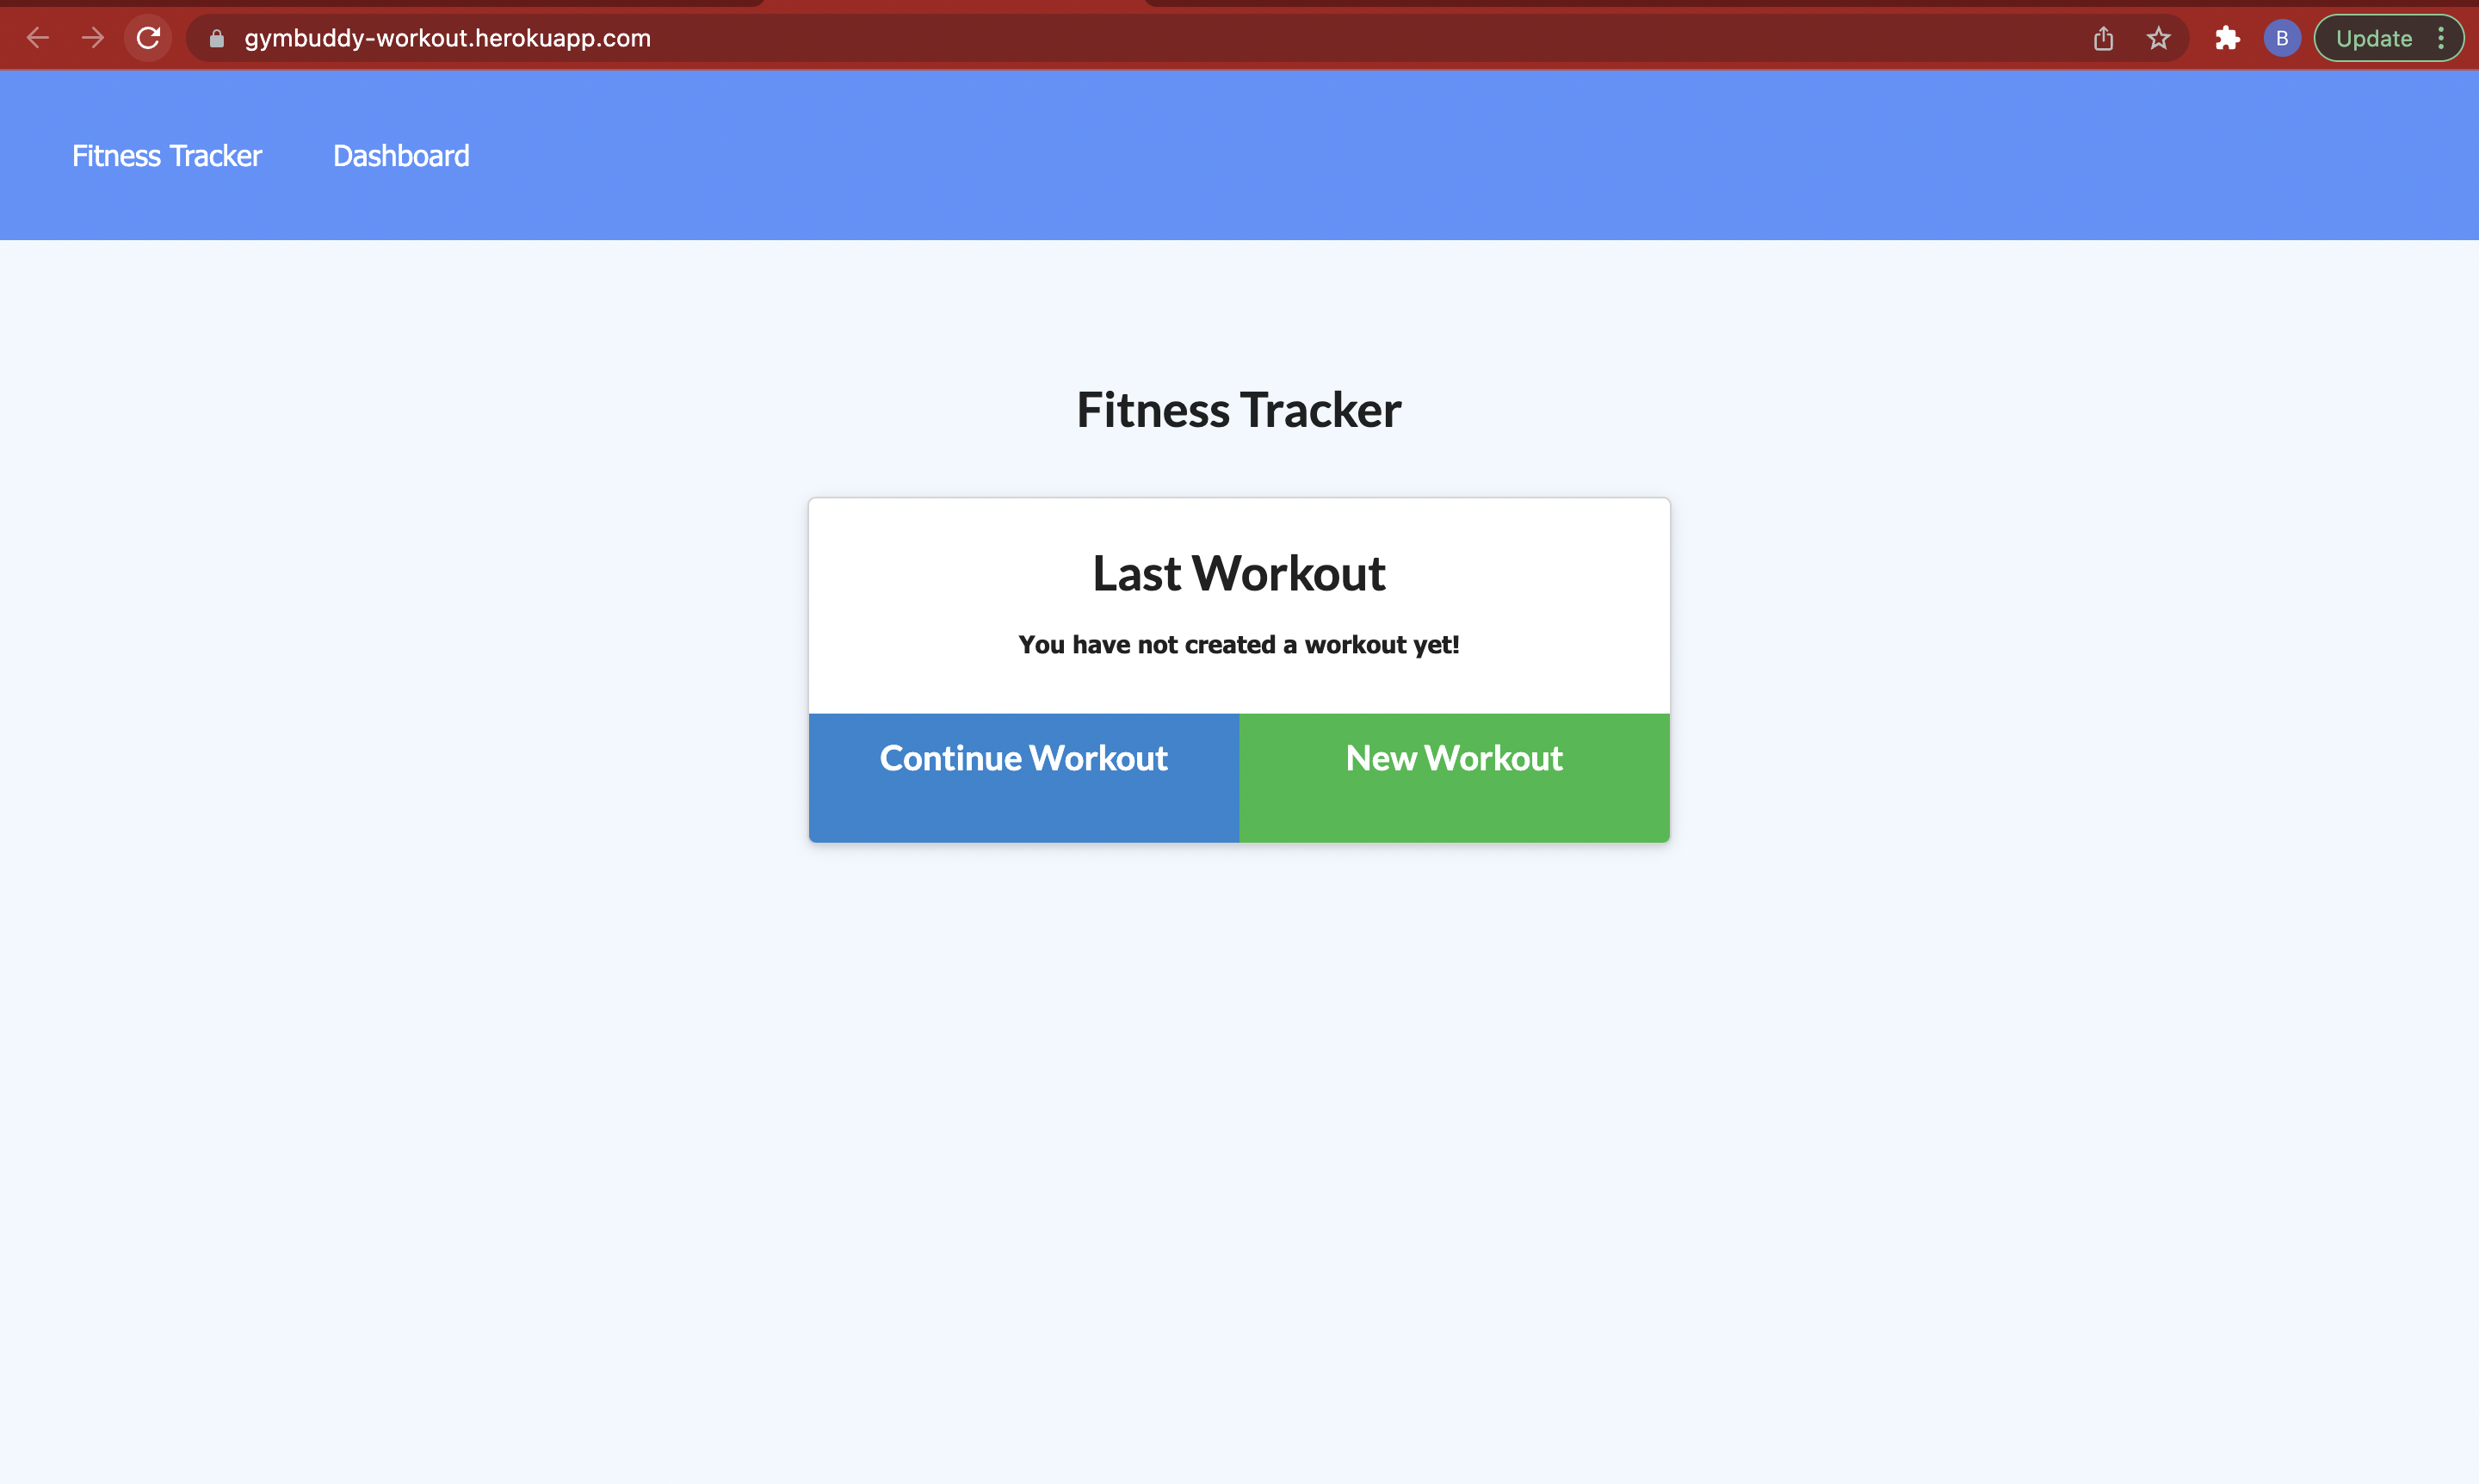 gymbuddy-workout.herokuapp.com
B
Update
Fitness Tracker
Dashboard
Fitness Tracker
Last Workout
You have not created a workout yet!
Continue Workout
New Workout